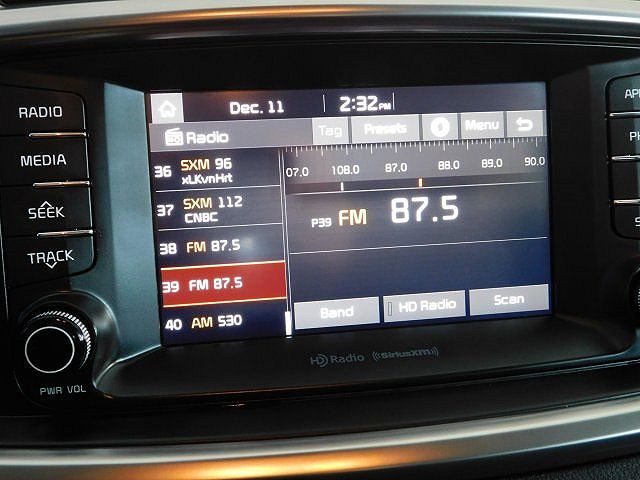 RADIO
MEDIA
SEEK
TRACK
PWR VOL
Dec. 11 2:32PM
Radio Tag Presets Menu
36 SXM 96
xLKvnHrt
37 SXM 112
CNBC
38 FM 87.5
39 FM 87.5
40 AM 530
07.0 108.0 87.0 88.0 89.0 90.0
P39 FM 87.5
Band HD Radio Scan
HD Radio ((SiriusXM))